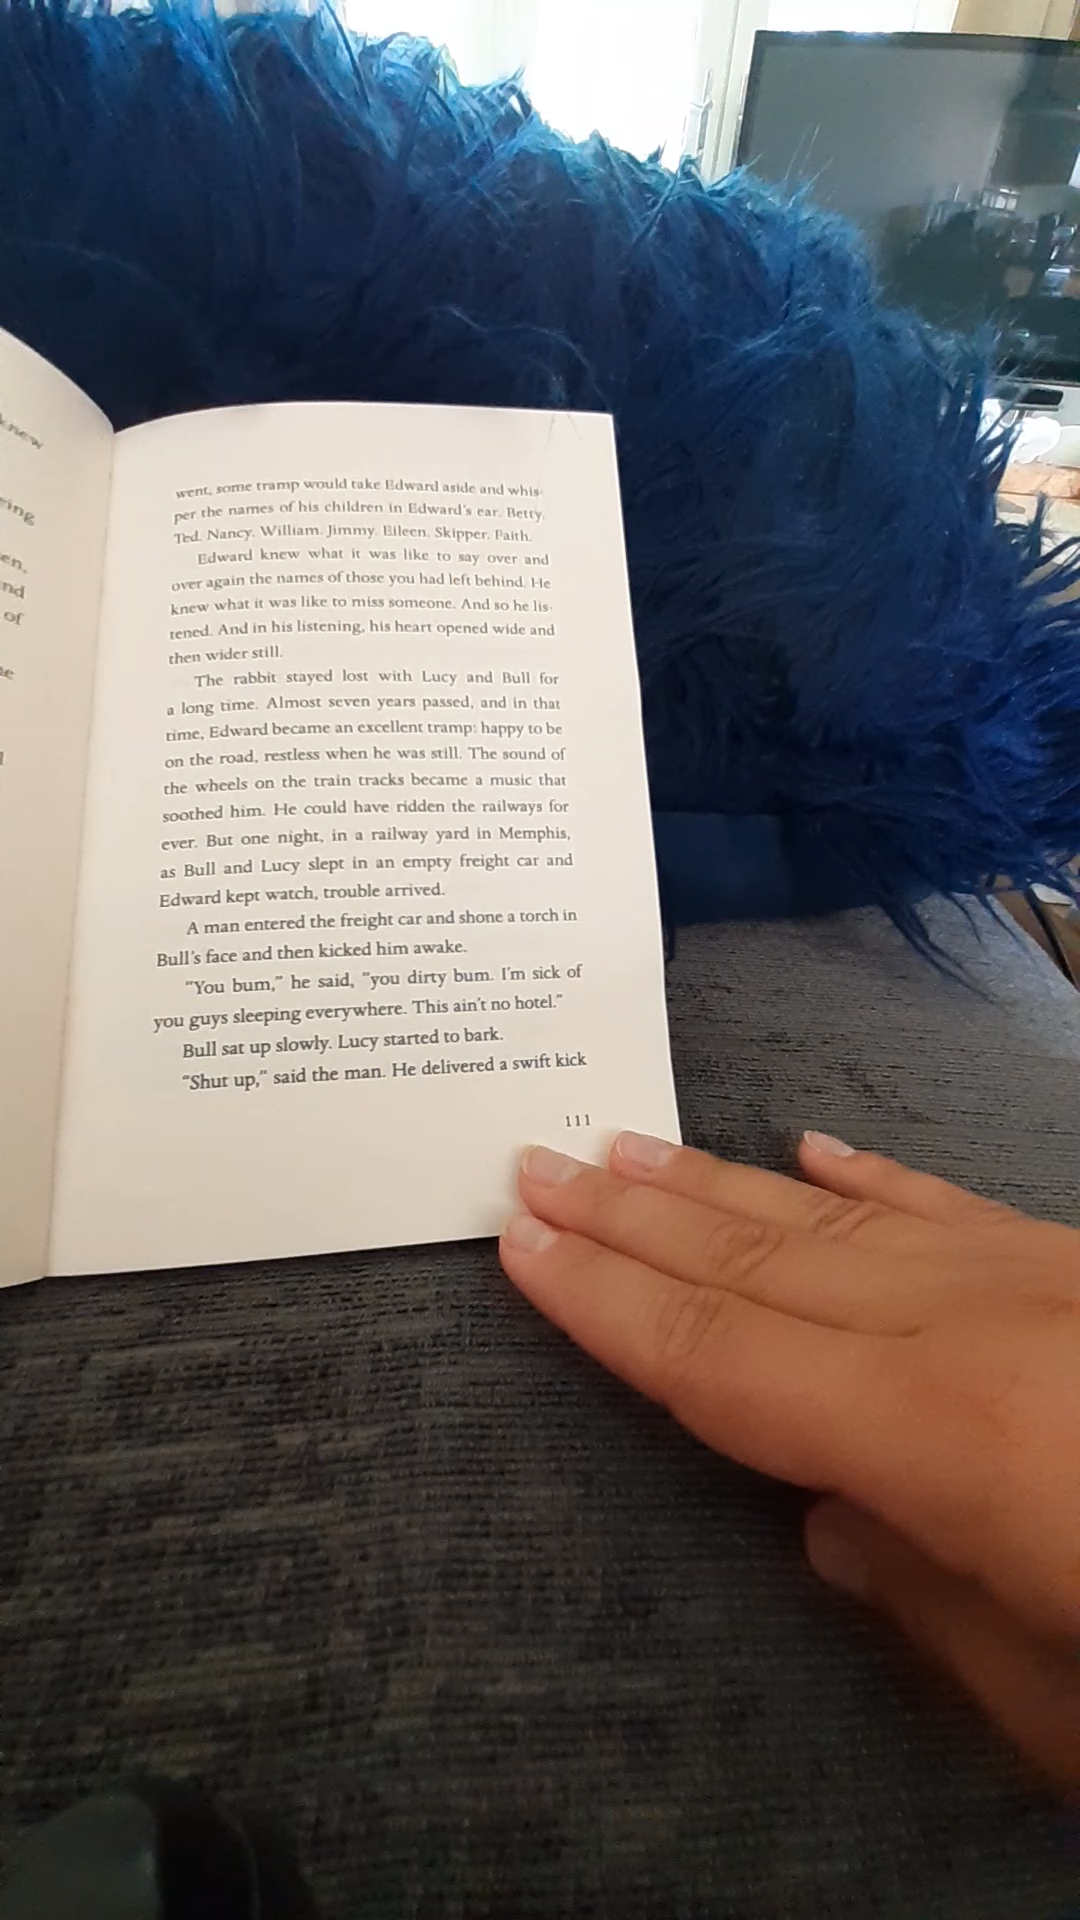 knew
en,
nd
of
went, some tramp would take Edward aside and whis-
per the names of his children in Edward's ear. Betty.
Ted. Nancy. William. Jimmy. Eileen. Skipper. Faith.
Edward knew what it was like to say over and
over again the names of those you had left behind. He
knew what it was like to miss someone. And so he lis-
tened. And in his listening, his heart opened wide and
then wider still.
The rabbit stayed lost with Lucy and Bull for
a long time. Almost seven years passed, and in that
time, Edward became an excellent tramp: happy to be
on the road, restless when he was still. The sound of
the wheels on the train tracks became a music that
soothed him. He could have ridden the railways for
ever. But one night, in a railway yard in Memphis,
as Bull and Lucy slept in an empty freight car and
Edward kept watch, trouble arrived.
A man entered the freight car and shone a torch in
Bull's face and then kicked him awake.
"You bum," he said, "you dirty bum. I'm sick of
you guys sleeping everywhere. This ain't no hotel."
Bull sat up slowly. Lucy started to bark.
"Shut up," said the man. He delivered a swift kick
111